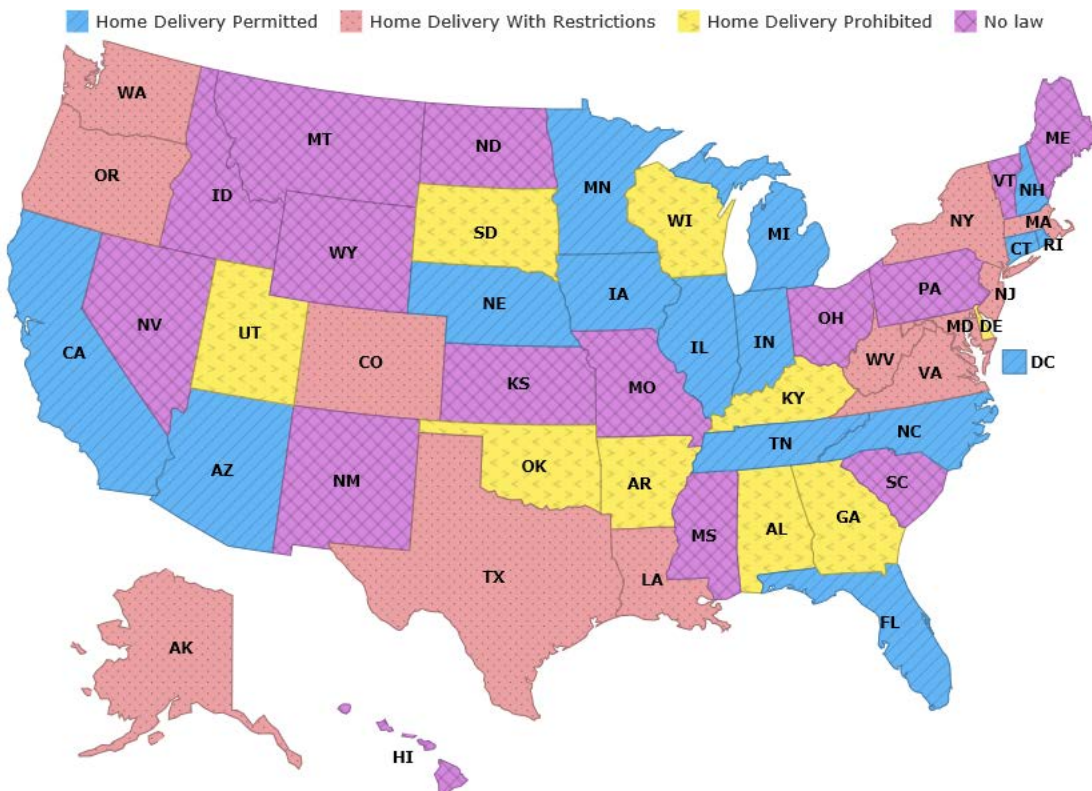 Home Delivery Permitted Home Delivery With Restrictions Home Delivery Prohibited No law
WA
MT
ND
ME
OR
ID
MN
VT
NH
SD
WI
NY
MA
WY
MI
CT
RI
NE
IA
PA
NJ
NV
UT
OH
MD
DE
CA
CO
IL
IN
WV
DC
KS
MO
VA
KY
AZ
NM
OK
TN
NC
AR
SC
MS
AL
GA
TX
LA
FL
AK
HI